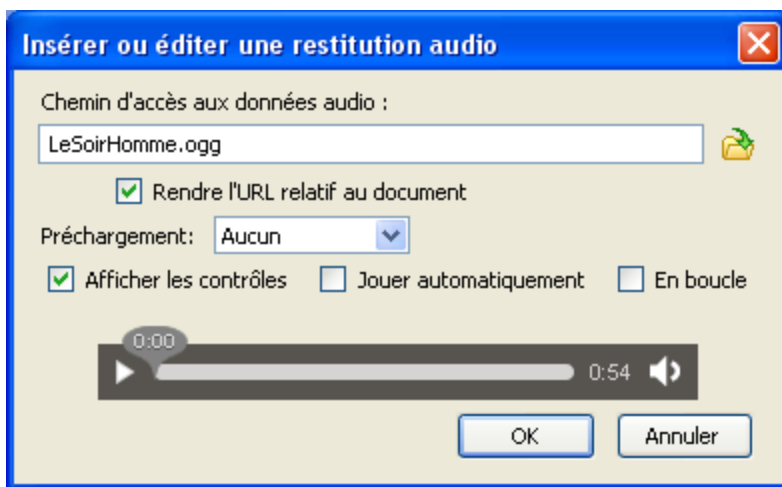 Insérer ou éditer une restitution audio
Chemin d'accès aux données audio :
LeSoirHomme.ogg
Rendre l'URL relatif au document
Préchargement: Aucun
Afficher les contrôles Jouer automatiquement En boucle
0:00
0:54
OK Annuler